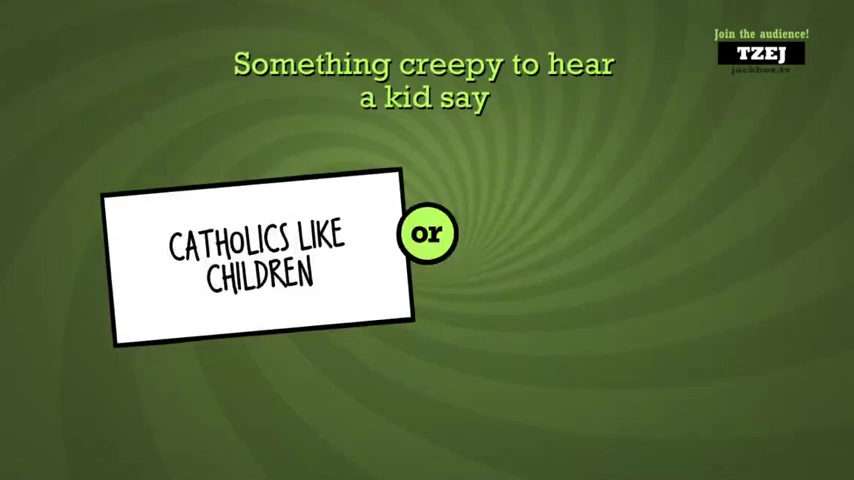 Join the audience!
TZEJ
jackbox.tv
Something creepy to hear
a kid say
CATHOLICS LIKE
CHILDREN
or